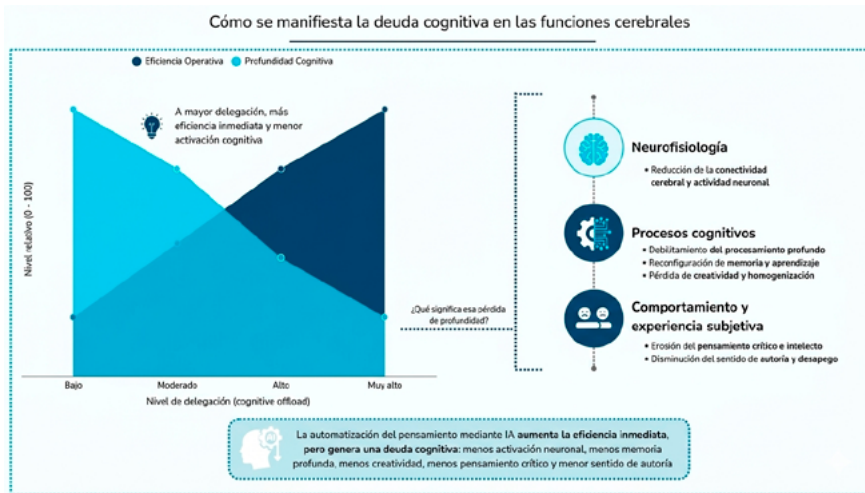 Cómo se manifiesta la deuda cognitiva en las funciones cerebrales
Eficiencia Operativa
Profundidad Cognitiva
A mayor delegación, más
eficiencia inmediata y menor
activación cognitiva
Nivel relativo (0 - 100)
Bajo
Moderado
Alto
Muy alto
Nivel de delegación (cognitive offload)
¿Qué significa esa pérdida
de profundidad?
Neurofisiología
• Reducción de la conectividad
cerebral y actividad neuronal
Procesos cognitivos
• Debilitamiento del procesamiento profundo
• Reconfiguración de memoria y aprendizaje
• Pérdida de creatividad y homogenización
Comportamiento y
experiencia subjetiva
• Erosión del pensamiento crítico e intelecto
• Disminución del sentido de autoría y desapego
AI
La automatización del pensamiento mediante IA aumenta la eficiencia inmediata,
pero genera una deuda cognitiva: menos activación neuronal, menos memoria
profunda, menos creatividad, menos pensamiento crítico y menor sentido de autoría